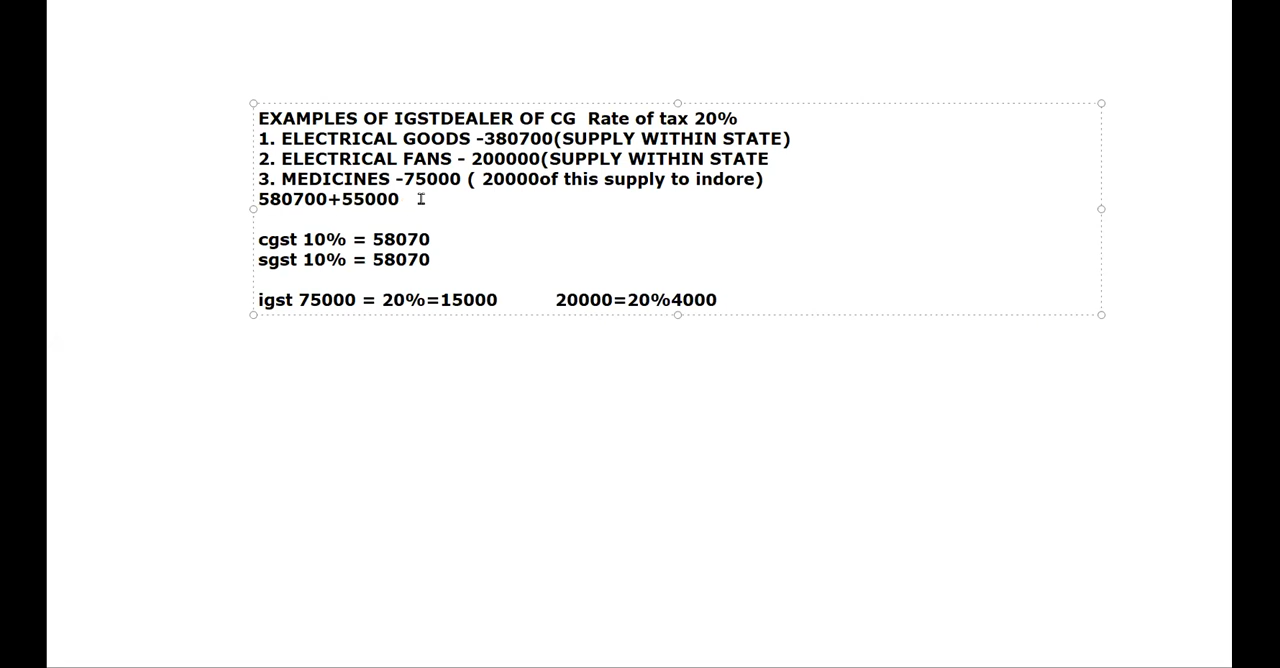 EXAMPLES OF IGSTDEALER OF CG  Rate of tax 20%
1. ELECTRICAL GOODS -380700(SUPPLY WITHIN STATE)
2. ELECTRICAL FANS - 200000(SUPPLY WITHIN STATE
3. MEDICINES -75000 ( 20000of this supply to indore)
580700+55000
cgst 10% = 58070
sgst 10% = 58070
igst 75000 = 20%=15000          20000=20%4000